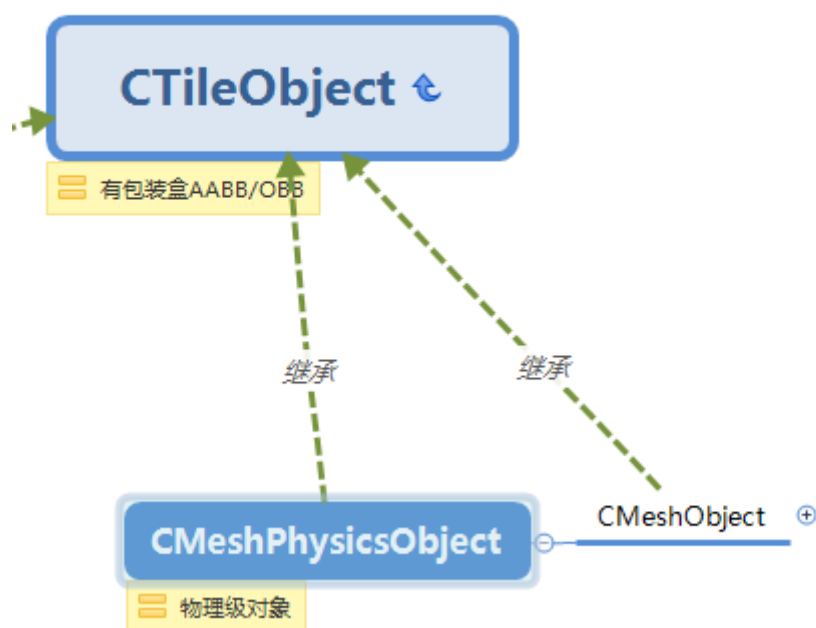 CTileObject
有包装盒AABB/OBB
继承
继承
CMeshPhysicsObject
CMeshObject
物理级对象